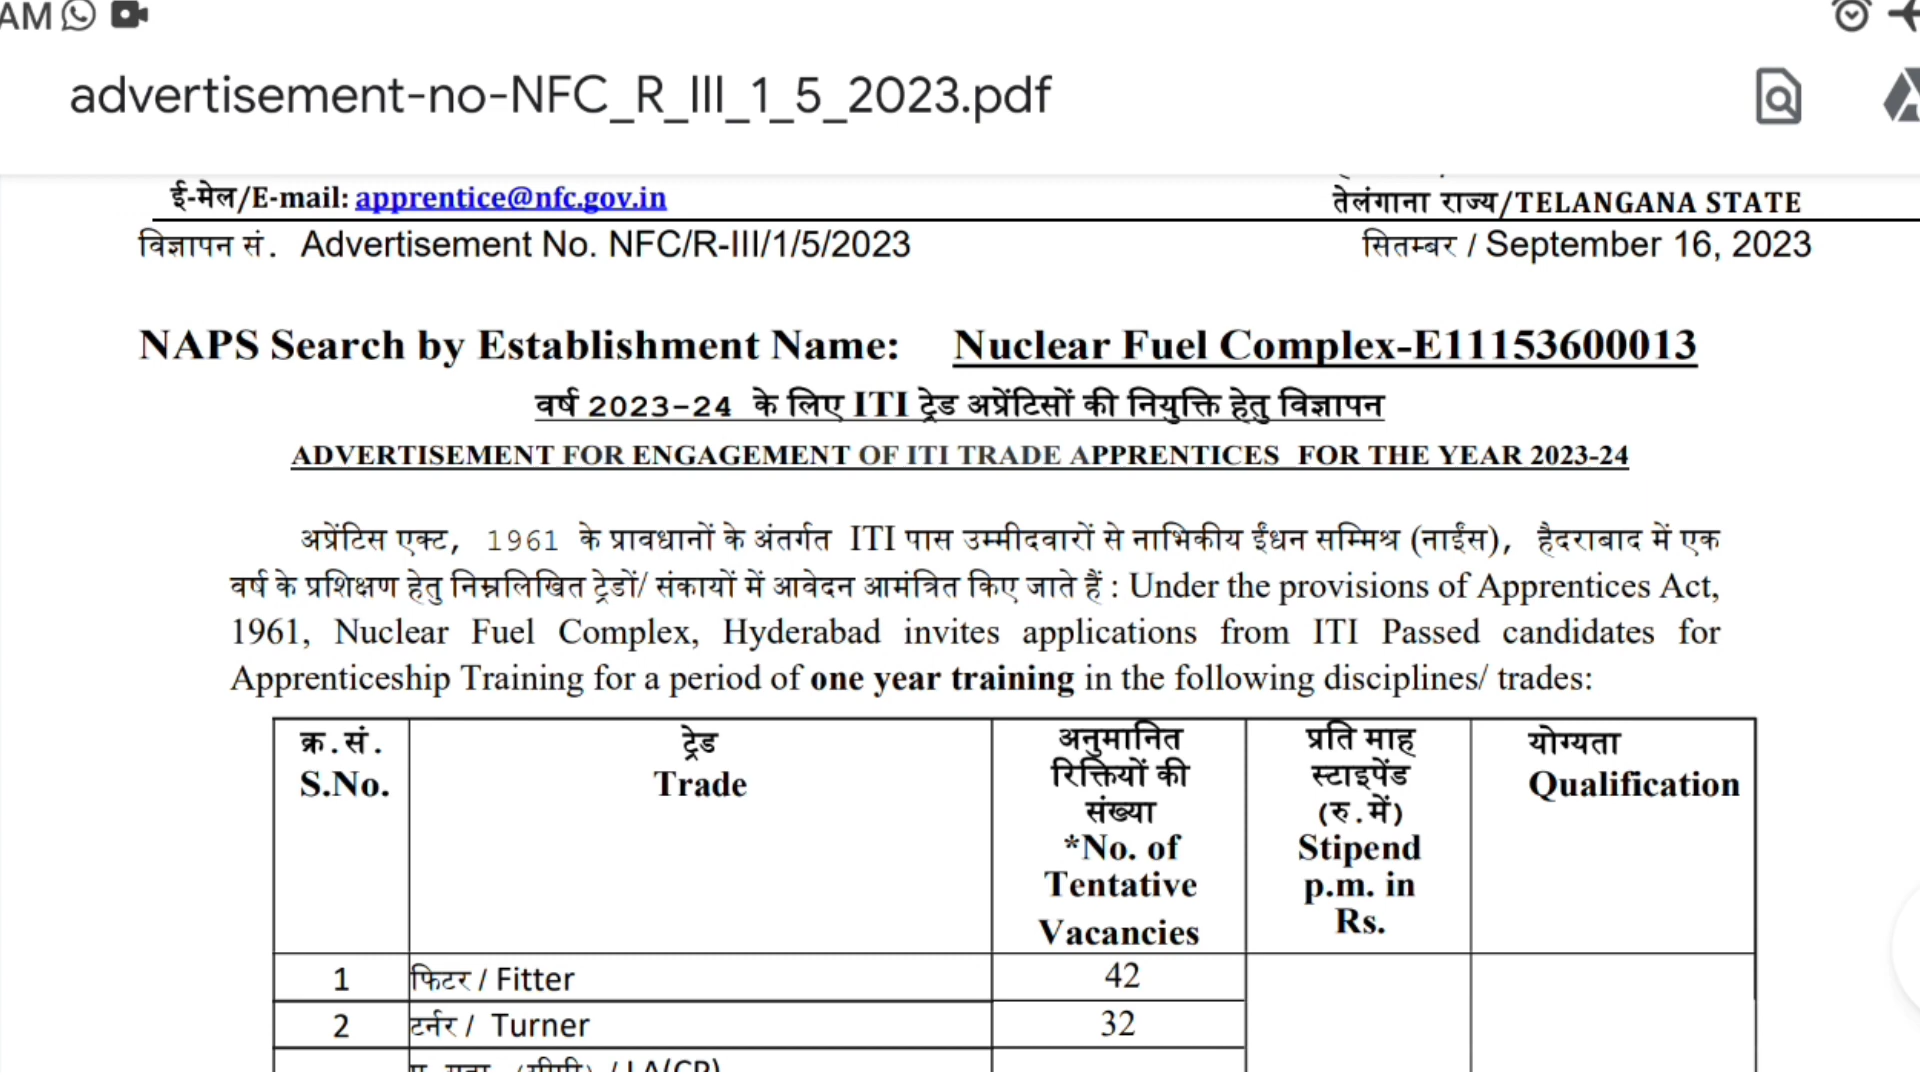 AM
advertisement-no-NFC_R_III_1_5_2023.pdf
ई-मेल/E-mail: apprentice@nfc.gov.in
तेलंगाना राज्य/TELANGANA STATE
विज्ञापन सं. Advertisement No. NFC/R-III/1/5/2023
सितम्बर / September 16, 2023
NAPS Search by Establishment Name: Nuclear Fuel Complex-E11153600013
वर्ष 2023-24 के लिए ITI ट्रेड अप्रेंटिसों की नियुक्ति हेतु विज्ञापन
ADVERTISEMENT FOR ENGAGEMENT OF ITI TRADE APPRENTICES FOR THE YEAR 2023-24
अप्रेंटिस एक्ट, 1961 के प्रावधानों के अंतर्गत ITI पास उम्मीदवारों से नाभिकीय ईंधन सम्मिश्र (नाईंस), हैदराबाद में एक
वर्ष के प्रशिक्षण हेतु निम्नलिखित ट्रेडों/ संकायों में आवेदन आमंत्रित किए जाते हैं : Under the provisions of Apprentices Act,
1961, Nuclear Fuel Complex, Hyderabad invites applications from ITI Passed candidates for
Apprenticeship Training for a period of one year training in the following disciplines/ trades:
क्र.सं.
S.No.
ट्रेड
Trade
अनुमानित
रिक्तियों की
संख्या
*No. of
Tentative
Vacancies
प्रति माह
स्टाइपेंड
(रु.में)
Stipend
p.m. in
Rs.
योग्यता
Qualification
1 फिटर / Fitter 42
2 टर्नर / Turner 32
(सीपी) / LA(CP)